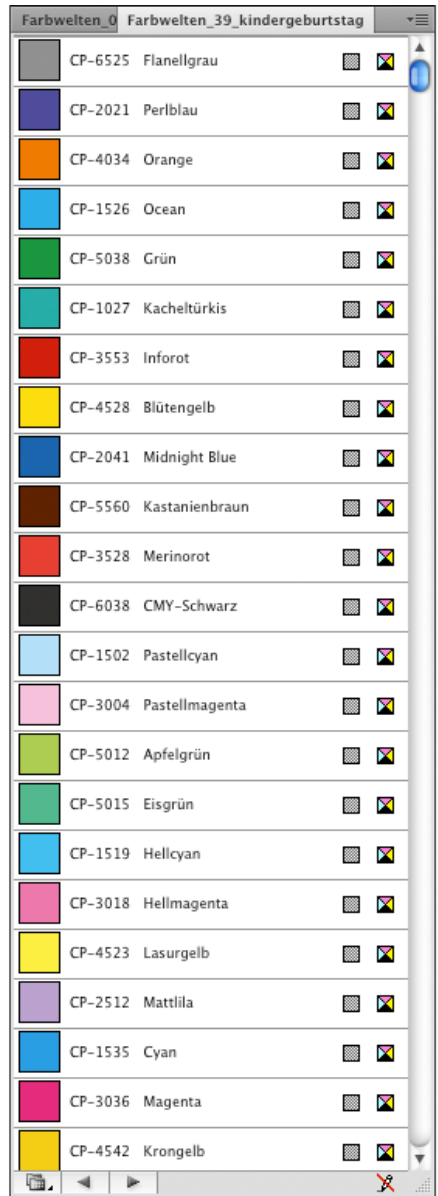 Farbwelten_0 Farbwelten_39_kindergeburtstag
CP-6525 Flanellgrau
CP-2021 Perlblau
CP-4034 Orange
CP-1526 Ocean
CP-5038 Grün
CP-1027 Kacheltürkis
CP-3553 Inforot
CP-4528 Blütengelb
CP-2041 Midnight Blue
CP-5560 Kastanienbraun
CP-3528 Merinorot
CP-6038 CMY-Schwarz
CP-1502 Pastellcyan
CP-3004 Pastellmagenta
CP-5012 Apfelgrün
CP-5015 Eisgrün
CP-1519 Hellcyan
CP-3018 Hellmagenta
CP-4523 Lasurgelb
CP-2512 Mattlila
CP-1535 Cyan
CP-3036 Magenta
CP-4542 Krongelb